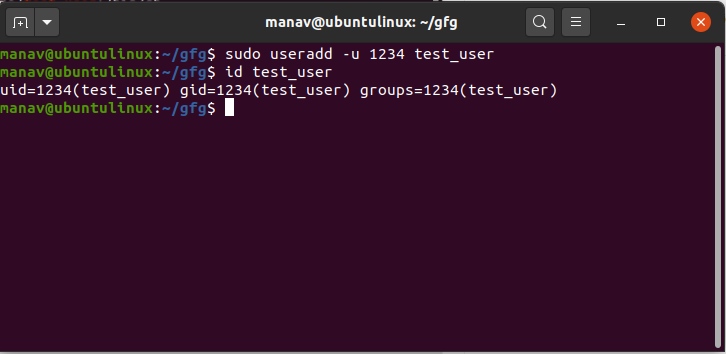 manav@ubuntulinux: ~/gfg
manav@ubuntulinux:~/gfg$ sudo useradd -u 1234 test_user
manav@ubuntulinux:~/gfg$ id test_user
uid=1234(test_user) gid=1234(test_user) groups=1234(test_user)
manav@ubuntulinux:~/gfg$